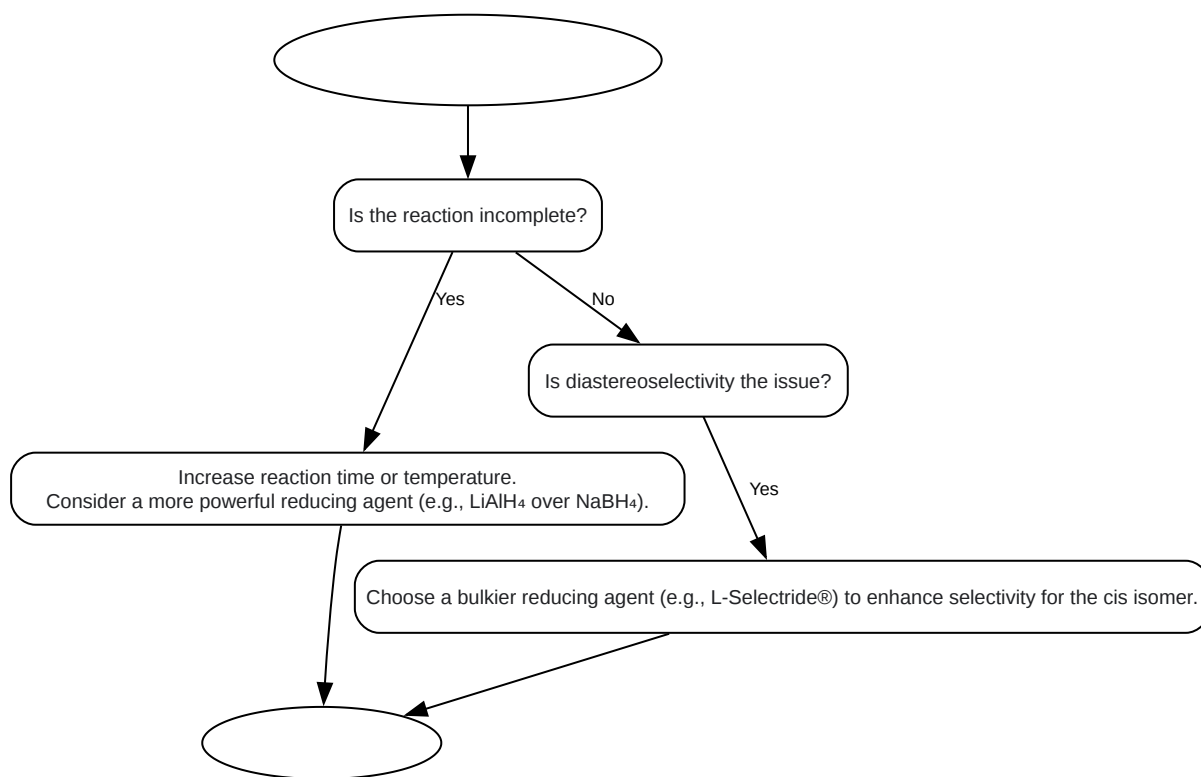 Is the reaction incomplete?
Yes
No
Is diastereoselectivity the issue?
Increase reaction time or temperature.
Consider a more powerful reducing agent (e.g., LiAlH₄ over NaBH₄).
Yes
Choose a bulkier reducing agent (e.g., L-Selectride®) to enhance selectivity for the cis isomer.